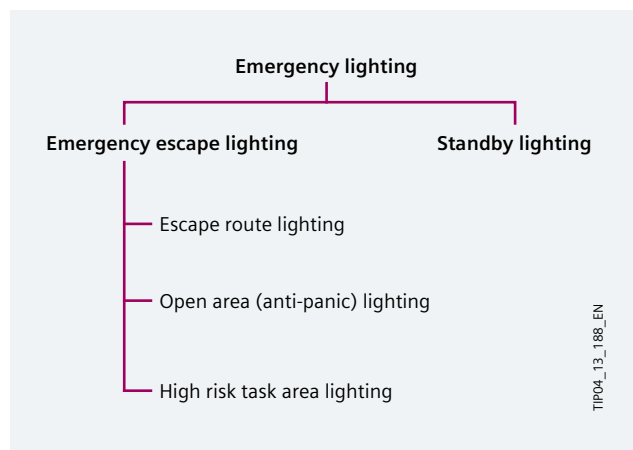 Emergency lighting
Emergency escape lighting
Standby lighting
Escape route lighting
Open area (anti-panic) lighting
High risk task area lighting
TIP04_13_188_EN